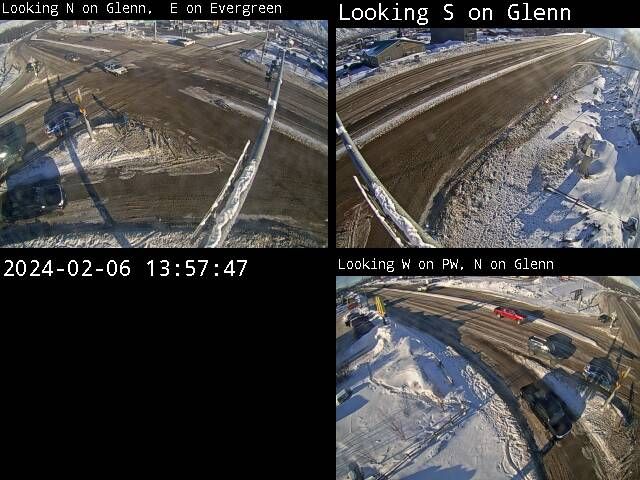 Looking N on Glenn,  E on Evergreen
Looking S on Glenn
2024-02-06 13:57:47
Looking W on PW, N on Glenn